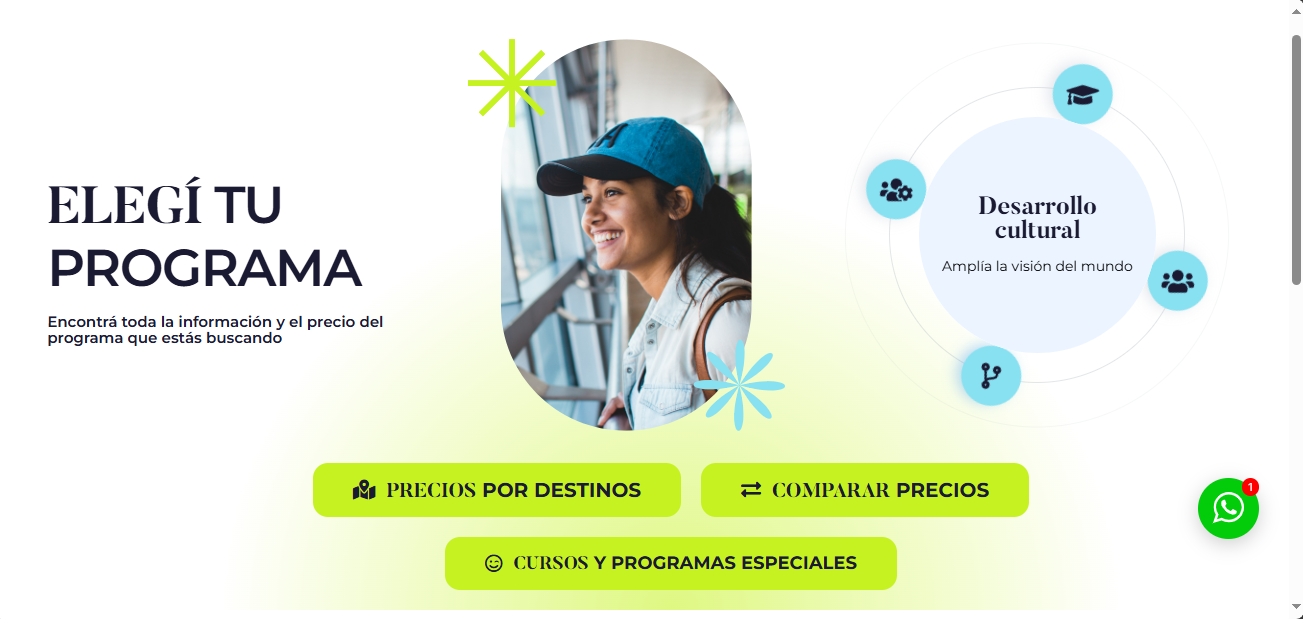 ELEGÍ TU
PROGRAMA
Encontrá toda la información y el precio del
programa que estás buscando
Desarrollo
cultural
Amplía la visión del mundo
PRECIOS POR DESTINOS
COMPARAR PRECIOS
CURSOS Y PROGRAMAS ESPECIALES
1